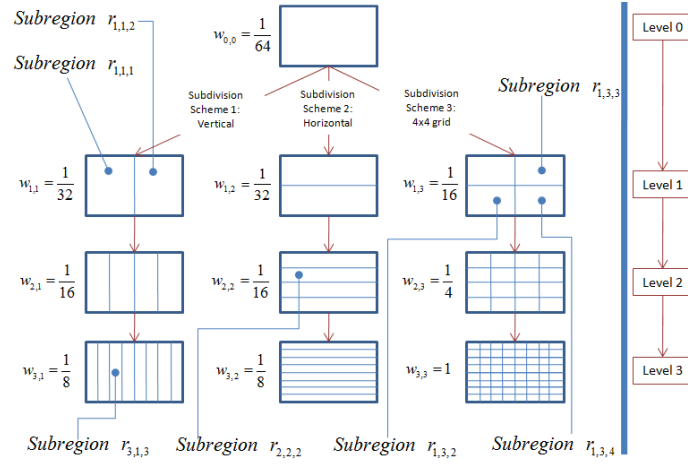 Subregion r1,1,2
w0,0 = 1/64
Level 0
Subregion r1,1,1
Subdivision Scheme 1: Vertical
Subdivision Scheme 2: Horizontal
Subdivision Scheme 3: 4x4 grid
Subregion r1,3,3
w1,1 = 1/32
w1,2 = 1/32
w1,3 = 1/16
Level 1
w2,1 = 1/16
w2,2 = 1/16
w2,3 = 1/4
Level 2
w3,1 = 1/8
w3,2 = 1/8
w3,3 = 1
Level 3
Subregion r3,1,3
Subregion r2,2,2
Subregion r1,3,2
Subregion r1,3,4